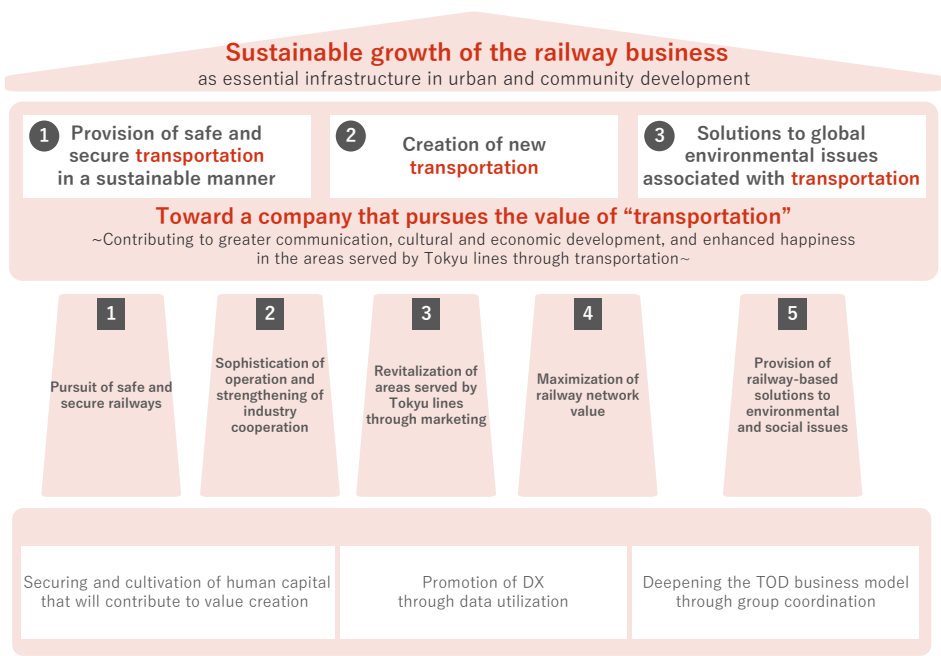 Sustainable growth of the railway business
as essential infrastructure in urban and community development
1
Provision of safe and
secure transportation
in a sustainable manner
2
Creation of new
transportation
3
Solutions to global
environmental issues
associated with transportation
Toward a company that pursues the value of “transportation”
~Contributing to greater communication, cultural and economic development, and enhanced happiness
in the areas served by Tokyu lines through transportation~
1
Pursuit of safe and
secure railways
2
Sophistication of
operation and
strengthening of
industry
cooperation
3
Revitalization of
areas served by
Tokyu lines
through marketing
4
Maximization of
railway network
value
5
Provision of
railway-based
solutions to
environmental
and social issues
Securing and cultivation of human capital
that will contribute to value creation
Promotion of DX
through data utilization
Deepening the TOD business model
through group coordination